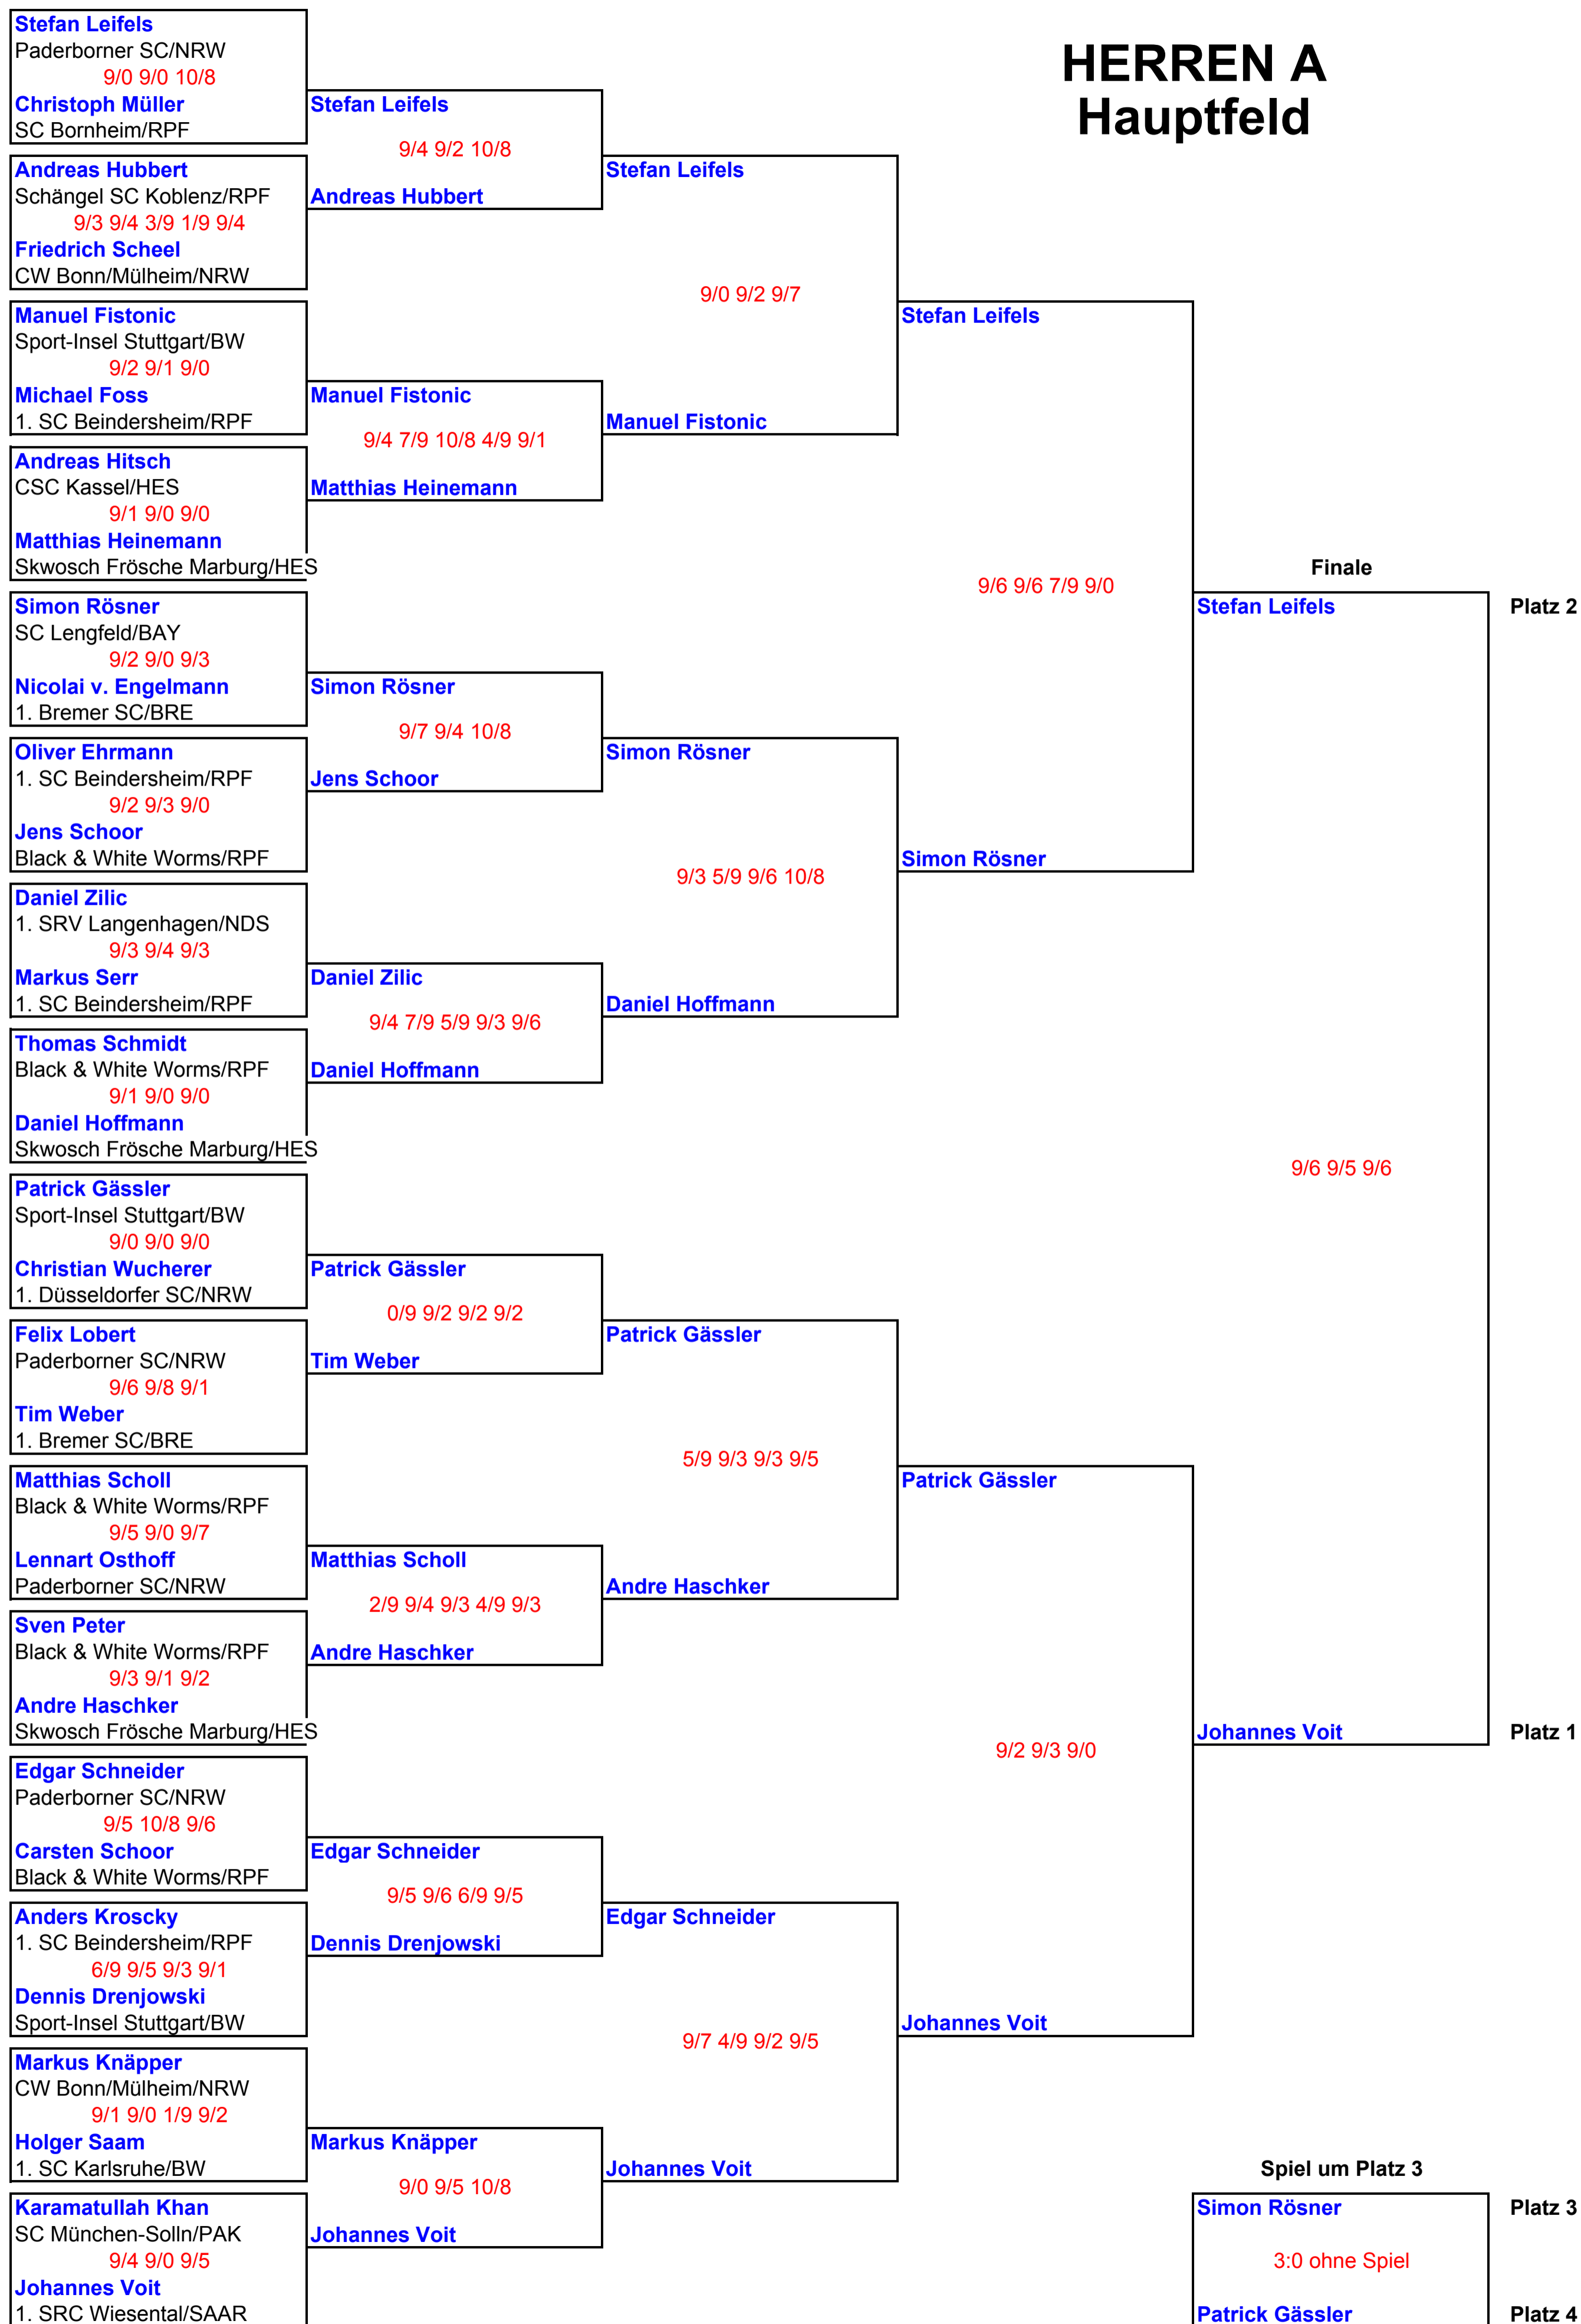 HERREN A
Hauptfeld
Stefan Leifels
Paderborner SC/NRW
9/0 9/0 10/8
Christoph Müller
SC Bornheim/RPF
Andreas Hubbert
Schängel SC Koblenz/RPF
9/3 9/4 3/9 1/9 9/4
Friedrich Scheel
CW Bonn/Mülheim/NRW
Manuel Fistonic
Sport-Insel Stuttgart/BW
9/2 9/1 9/0
Michael Foss
1. SC Beindersheim/RPF
Andreas Hitsch
CSC Kassel/HES
9/1 9/0 9/0
Matthias Heinemann
Skwosch Frösche Marburg/HES
Simon Rösner
SC Lengfeld/BAY
9/2 9/0 9/3
Nicolai v. Engelmann
1. Bremer SC/BRE
Oliver Ehrmann
1. SC Beindersheim/RPF
9/2 9/3 9/0
Jens Schoor
Black & White Worms/RPF
Daniel Zilic
1. SRV Langenhagen/NDS
9/3 9/4 9/3
Markus Serr
1. SC Beindersheim/RPF
Thomas Schmidt
Black & White Worms/RPF
9/1 9/0 9/0
Daniel Hoffmann
Skwosch Frösche Marburg/HES
Patrick Gässler
Sport-Insel Stuttgart/BW
9/0 9/0 9/0
Christian Wucherer
1. Düsseldorfer SC/NRW
Felix Lobert
Paderborner SC/NRW
9/6 9/8 9/1
Tim Weber
1. Bremer SC/BRE
Matthias Scholl
Black & White Worms/RPF
9/5 9/0 9/7
Lennart Osthoff
Paderborner SC/NRW
Sven Peter
Black & White Worms/RPF
9/3 9/1 9/2
Andre Haschker
Skwosch Frösche Marburg/HES
Edgar Schneider
Paderborner SC/NRW
9/5 10/8 9/6
Carsten Schoor
Black & White Worms/RPF
Anders Kroscky
1. SC Beindersheim/RPF
6/9 9/5 9/3 9/1
Dennis Drenjowski
Sport-Insel Stuttgart/BW
Markus Knäpper
CW Bonn/Mülheim/NRW
9/1 9/0 1/9 9/2
Holger Saam
1. SC Karlsruhe/BW
Karamatullah Khan
SC München-Solln/PAK
9/4 9/0 9/5
Johannes Voit
1. SRC Wiesental/SAAR
Stefan Leifels
9/4 9/2 10/8
Andreas Hubbert
Manuel Fistonic
9/4 7/9 10/8 4/9 9/1
Matthias Heinemann
Simon Rösner
9/7 9/4 10/8
Jens Schoor
Daniel Zilic
9/4 7/9 5/9 9/3 9/6
Daniel Hoffmann
Patrick Gässler
0/9 9/2 9/2 9/2
Tim Weber
Matthias Scholl
2/9 9/4 9/3 4/9 9/3
Andre Haschker
Edgar Schneider
9/5 9/6 6/9 9/5
Dennis Drenjowski
Markus Knäpper
9/0 9/5 10/8
Johannes Voit
Stefan Leifels
9/0 9/2 9/7
Manuel Fistonic
Simon Rösner
9/3 5/9 9/6 10/8
Daniel Hoffmann
Patrick Gässler
5/9 9/3 9/3 9/5
Andre Haschker
Edgar Schneider
9/7 4/9 9/2 9/5
Johannes Voit
Stefan Leifels
9/6 9/6 7/9 9/0
Simon Rösner
Patrick Gässler
9/2 9/3 9/0
Johannes Voit
Finale
Stefan Leifels
Platz 2
9/6 9/5 9/6
Johannes Voit
Platz 1
Spiel um Platz 3
Simon Rösner
Platz 3
3:0 ohne Spiel
Patrick Gässler
Platz 4